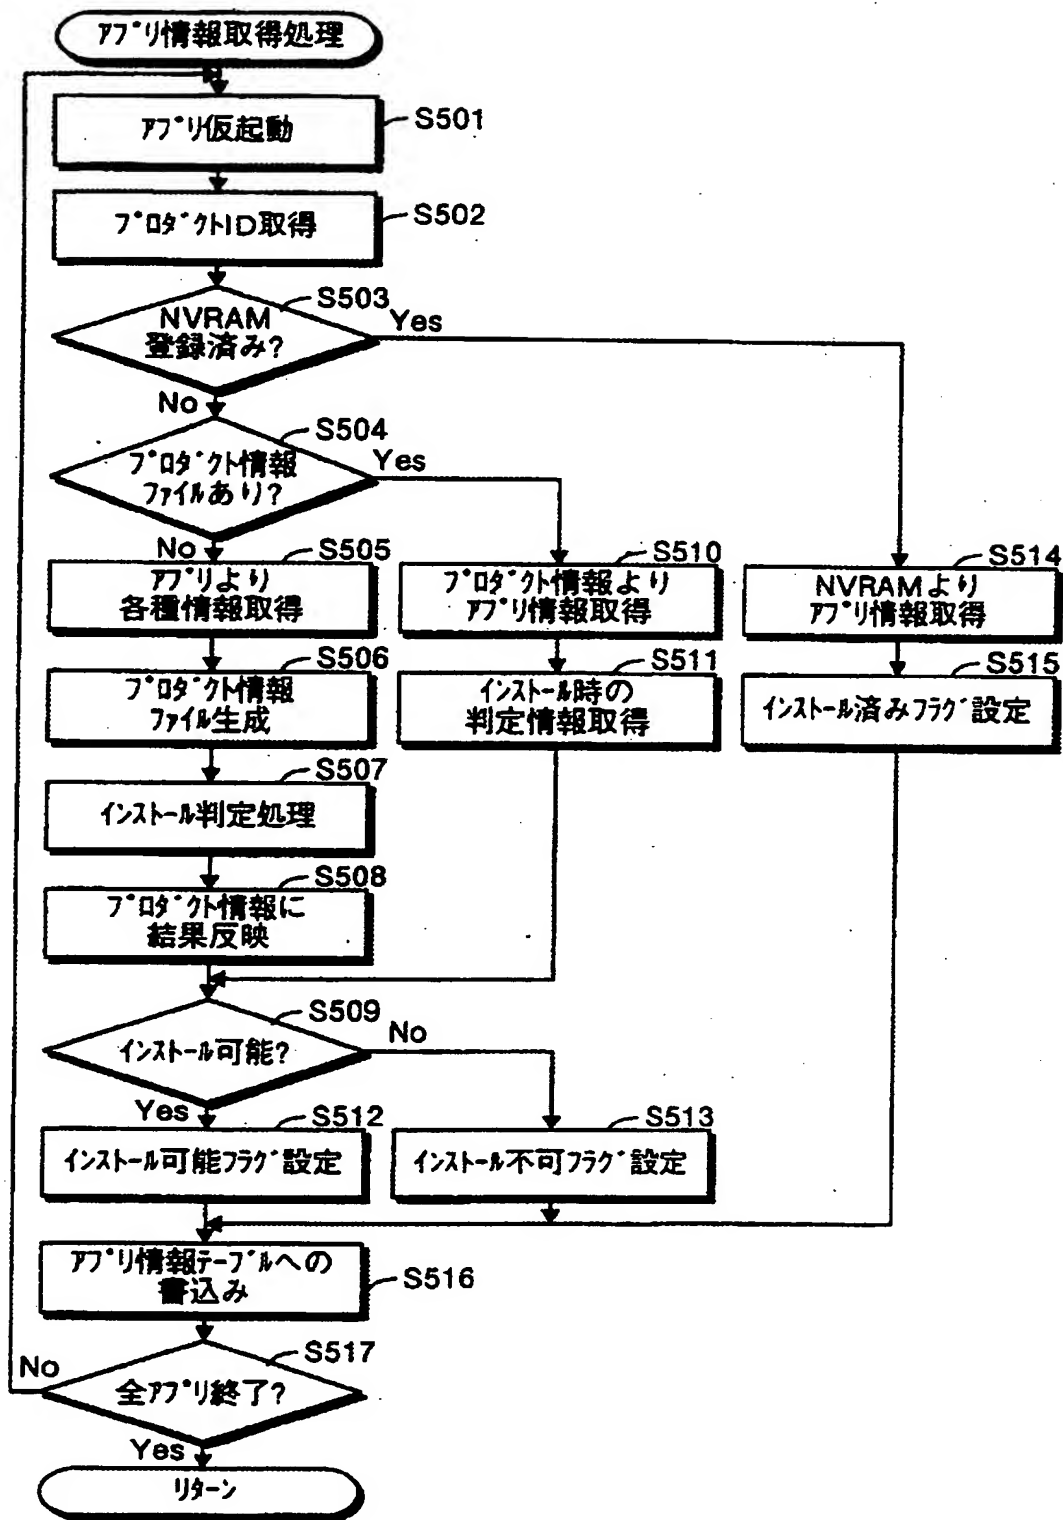 アプリ情報取得処理
アプリ仮起動
S501
プロダクトID取得
S502
S503
NVRAM
登録済み?
Yes
No
S504
プロダクト情報
ファイルあり?
Yes
No
S505
アプリより
各種情報取得
S510
プロダクト情報より
アプリ情報取得
S514
NVRAMより
アプリ情報取得
S506
プロダクト情報
ファイル生成
S511
インストール時の
判定情報取得
S515
インストール済みフラグ設定
S507
インストール判定処理
S508
プロダクト情報に
結果反映
S509
インストール可能?
No
Yes
S512
インストール可能フラグ設定
S513
インストール不可フラグ設定
アプリ情報テーブルへの
書込み
S516
S517
全アプリ終了?
No
Yes
リターン